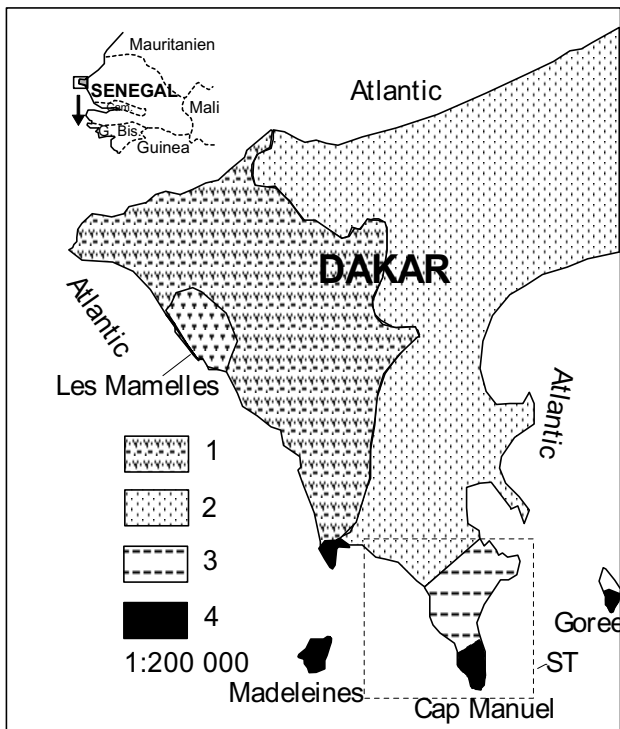 Mauritanien
SENEGAL
Mali
Gam.
G. Bis.
Guinea
Atlantic
DAKAR
Atlantic
Les Mamelles
Atlantic
1
2
3
4
1:200 000
Goree
ST
Madeleines
Cap Manuel